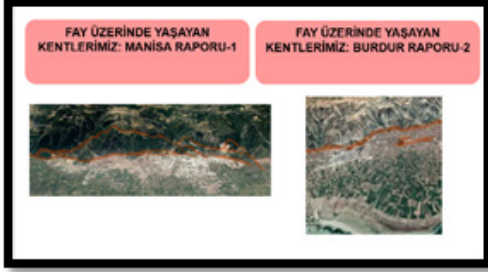 FAY ÜZERİNDE YAŞAYAN
KENTLERİMİZ: MANİSA RAPORU-1
FAY ÜZERİNDE YAŞAYAN
KENTLERİMİZ: BURDUR RAPORU-2